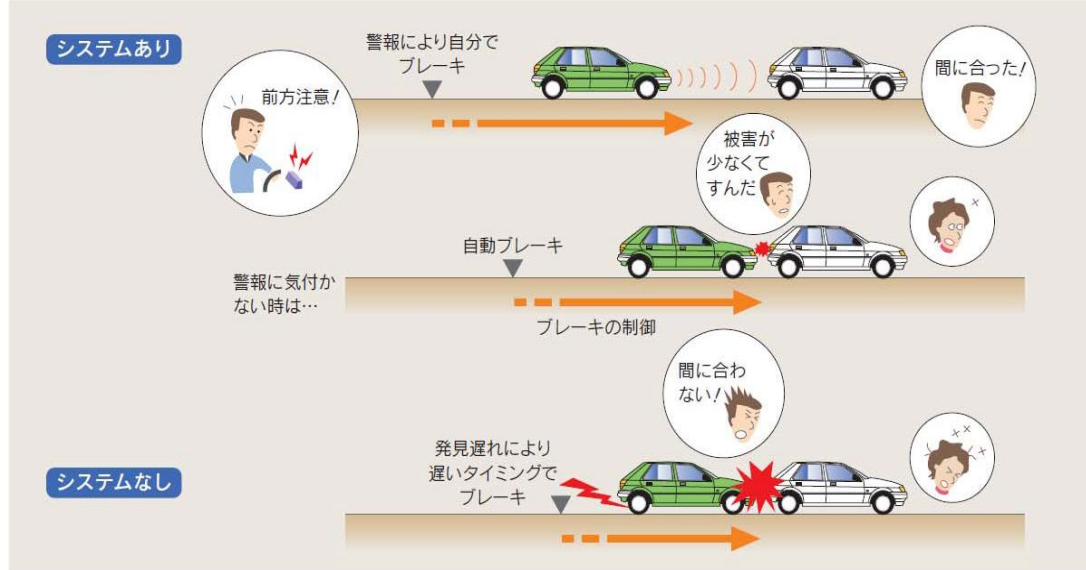 システムあり
警報により自分で
ブレーキ
前方注意!
間に合った!
被害が
少なくて
すんだ
自動ブレーキ
警報に気付か
ない時は…
ブレーキの制御
間に合わ
ない!
システムなし
発見遅れにより
遅いタイミングで
ブレーキ